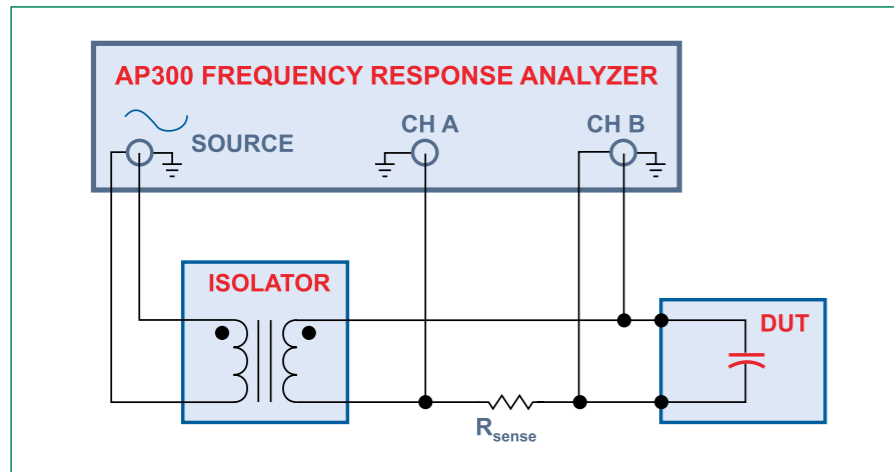 AP300 FREQUENCY RESPONSE ANALYZER
SOURCE
CH A
CH B
ISOLATOR
DUT
Rsense